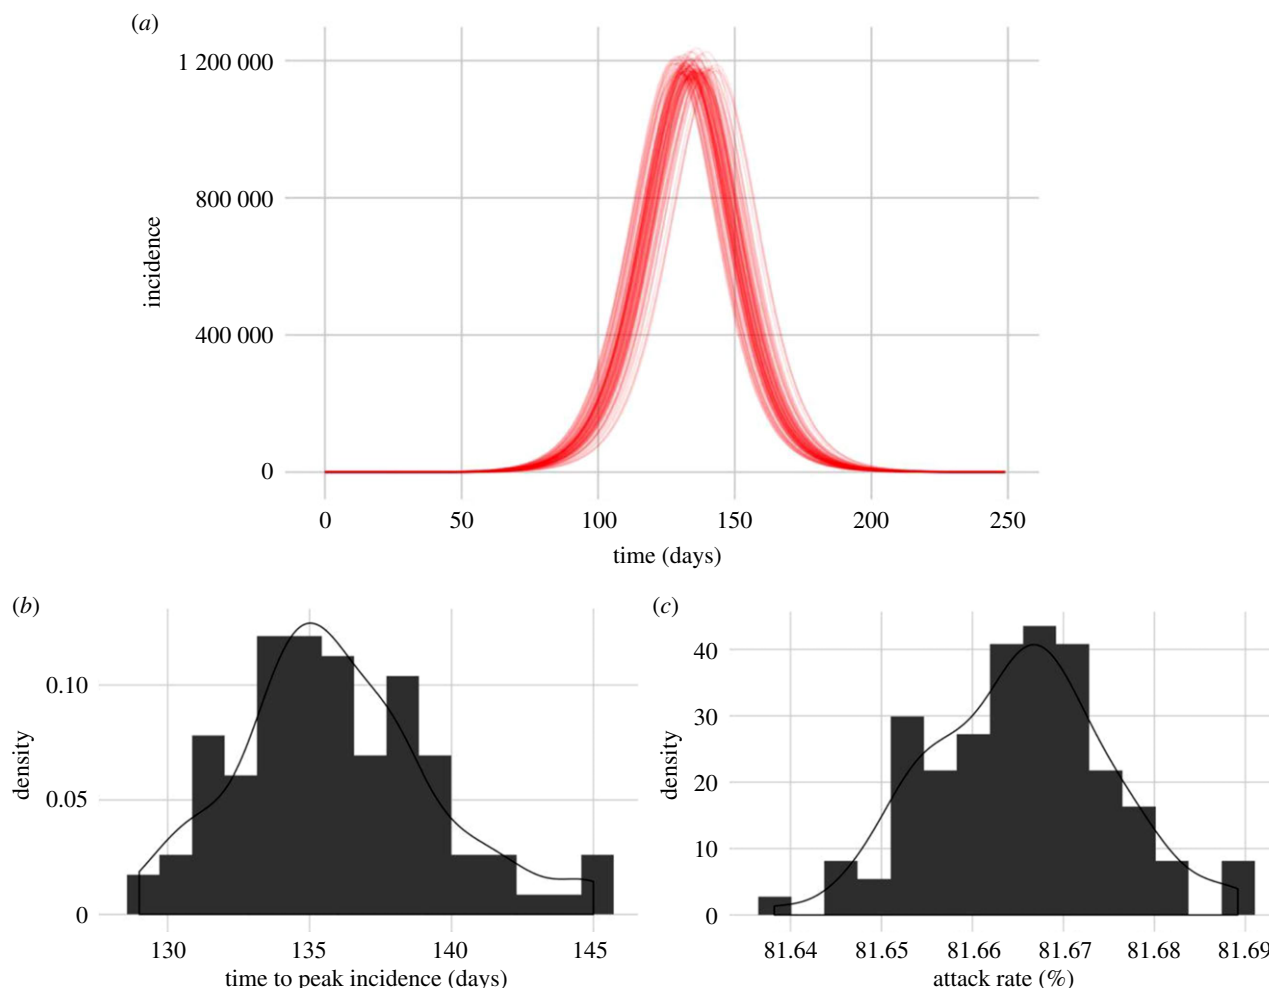 (a)
1 200 000
800 000
400 000
0
incidence
0 50 100 150 200 250
time (days)
(b)
0.10
0.05
0
density
130 135 140 145
time to peak incidence (days)
(c)
40
30
20
10
0
density
81.64 81.65 81.66 81.67 81.68 81.69
attack rate (%)